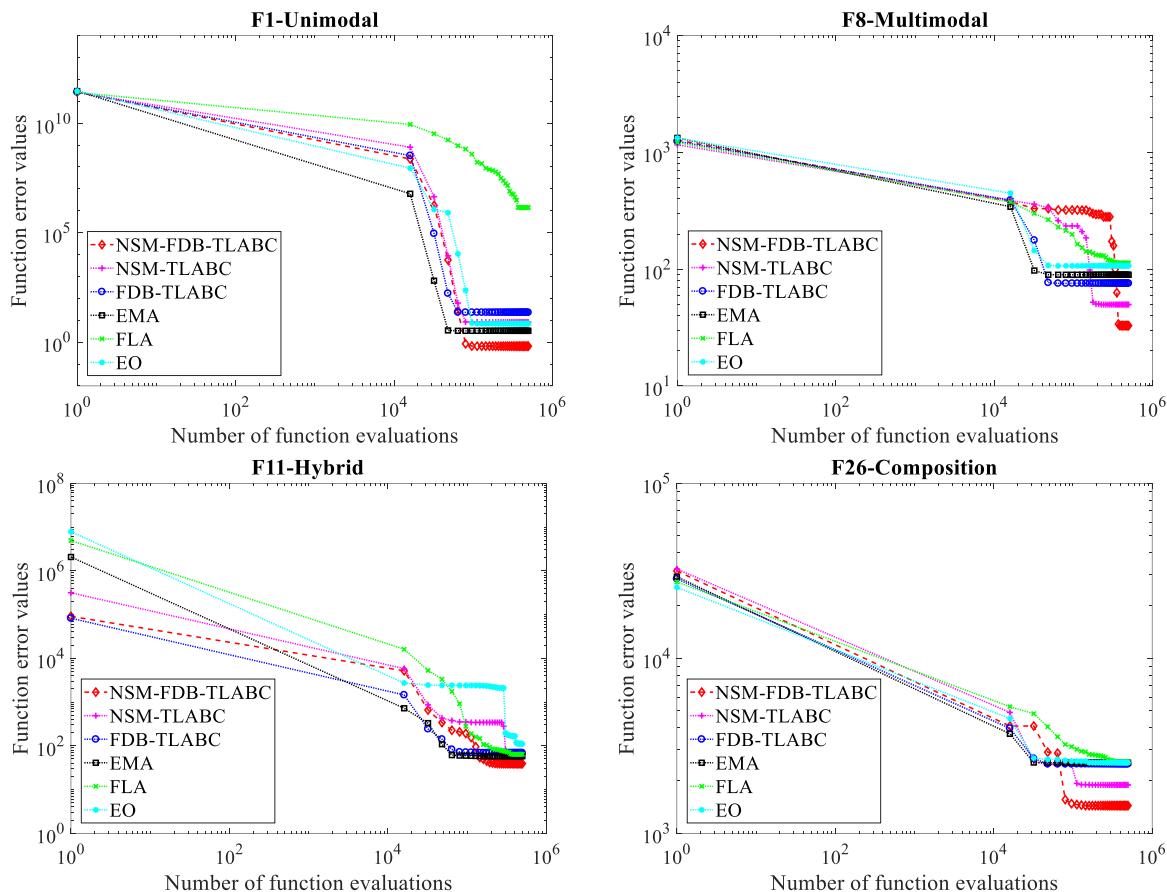 F1-Unimodal
Function error values
10^10
10^5
10^0
NSM-FDB-TLABC
NSM-TLABC
FDB-TLABC
EMA
FLA
EO
10^0
10^2
10^4
10^6
Number of function evaluations
F8-Multimodal
Function error values
10^4
10^3
10^2
10^1
NSM-FDB-TLABC
NSM-TLABC
FDB-TLABC
EMA
FLA
EO
10^0
10^2
10^4
10^6
Number of function evaluations
F11-Hybrid
Function error values
10^8
10^6
10^4
10^2
10^0
NSM-FDB-TLABC
NSM-TLABC
FDB-TLABC
EMA
FLA
EO
10^0
10^2
10^4
10^6
Number of function evaluations
F26-Composition
Function error values
10^5
10^4
10^3
NSM-FDB-TLABC
NSM-TLABC
FDB-TLABC
EMA
FLA
EO
10^0
10^2
10^4
10^6
Number of function evaluations